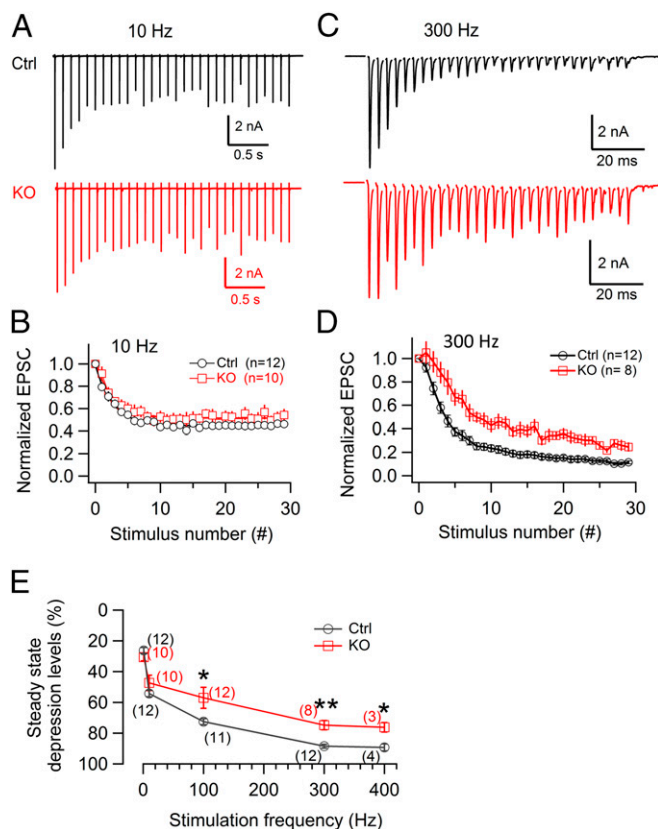 A
10 Hz
Ctrl
2 nA
0.5 s
KO
2 nA
0.5 s
B
10 Hz
Ctrl (n=12)
KO (n=10)
Normalized EPSC
1.0
0.8
0.6
0.4
0.2
0.0
0
10
20
30
Stimulus number (#)
C
300 Hz
2 nA
20 ms
2 nA
20 ms
D
300 Hz
Ctrl (n=12)
KO (n= 8)
Normalized EPSC
1.0
0.8
0.6
0.4
0.2
0.0
0
10
20
30
Stimulus number (#)
E
Steady state
depression levels (%)
0
20
40
60
80
100
Ctrl
KO
(12)
(10)
(10)
(12)
*
(12)
(11)
**
(8)
(12)
*
(3)
(4)
0
100
200
300
400
Stimulation frequency (Hz)